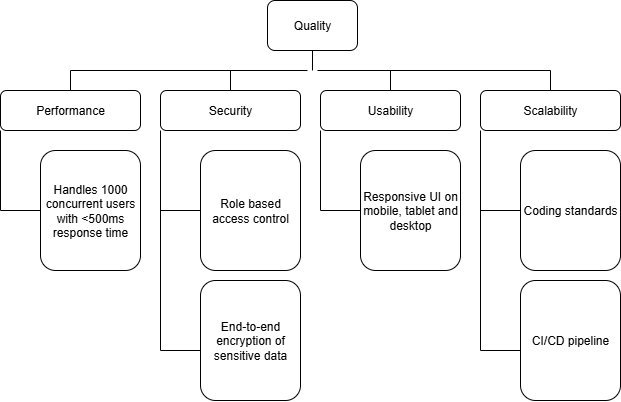 Quality
Performance
Security
Usability
Scalability
Handles 1000
concurrent users
with <500ms
response time
Role based
access control
Responsive UI on
mobile, tablet and
desktop
Coding standards
End-to-end
encryption of
sensitive data
CI/CD pipeline